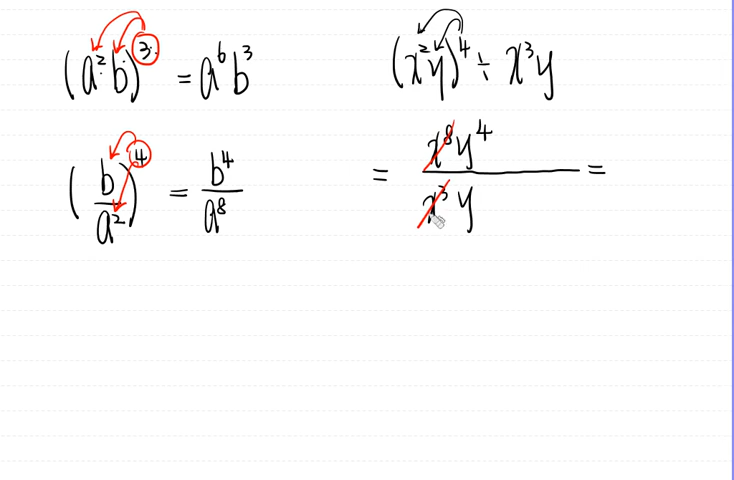 (a²b)³ = a⁶b³
(b/a²)⁴ = b⁴/a⁸
(x²y)⁴ ÷ x³y
= x⁸y⁴/x³y =